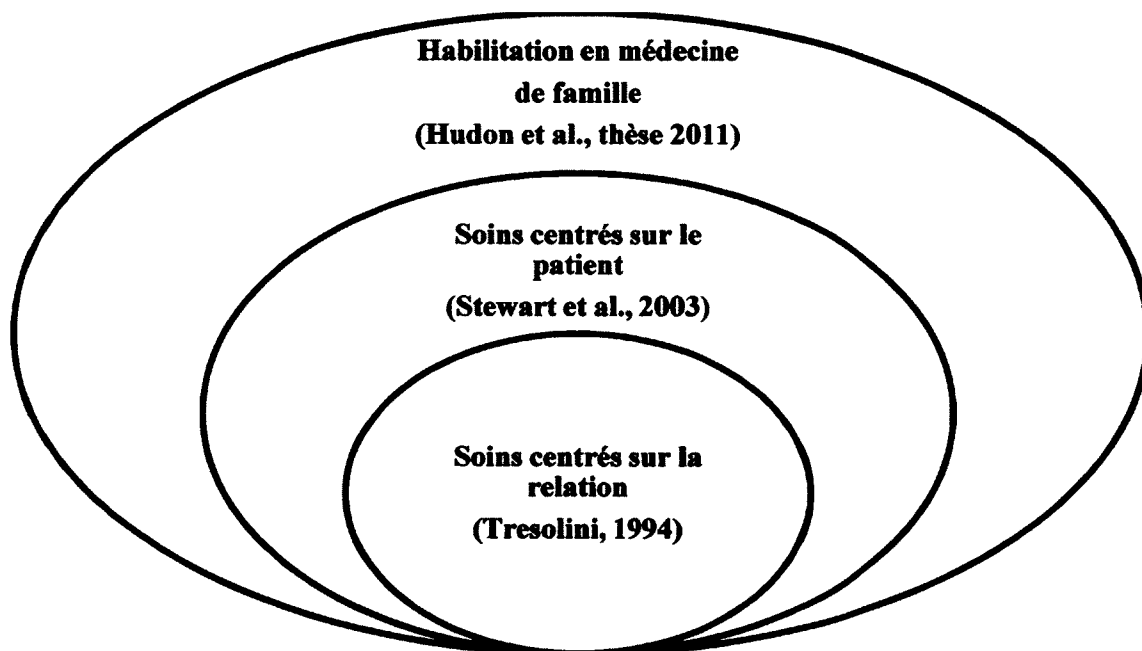 Habilitation en médecine
de famille
(Hudon et al., thèse 2011)
Soins centrés sur le
patient
(Stewart et al., 2003)
Soins centrés sur la
relation
(Tresolini, 1994)